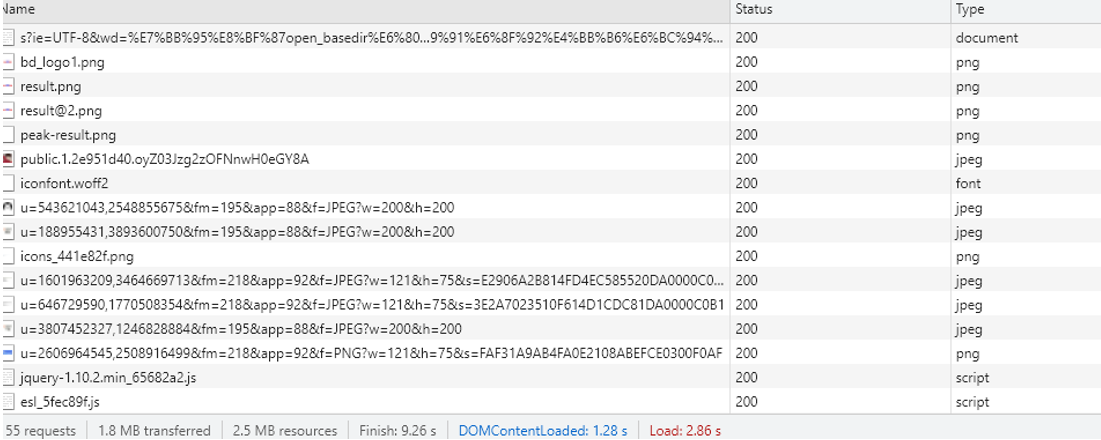 Name Status Type
s?ie=UTF-8&wd=%E7%BB%95%E8%BF%87open_basedir%E6%80...9%91%E6%8F%92%E4%BB%B6%E6%BC%94%... 200 document
bd_logo1.png 200 png
result.png 200 png
result@2.png 200 png
peak-result.png 200 png
public.1.2e951d40.oyZ03Jzg2zOFNnwH0eGY8A 200 jpeg
iconfont.woff2 200 font
u=543621043,2548855675&fm=195&app=88&f=JPEG?w=200&h=200 200 jpeg
u=188955431,3893600750&fm=195&app=88&f=JPEG?w=200&h=200 200 jpeg
icons_441e82f.png 200 png
u=1601963209,3464669713&fm=218&app=92&f=JPEG?w=121&h=75&s=E2906A2B814FD4EC585520DA0000C0... 200 jpeg
u=646729590,1770508354&fm=218&app=92&f=JPEG?w=121&h=75&s=3E2A7023510F614D1CDC81DA0000C0B1 200 jpeg
u=3807452327,1246828884&fm=195&app=88&f=JPEG?w=200&h=200 200 jpeg
u=2606964545,2508916499&fm=218&app=92&f=PNG?w=121&h=75&s=FAF31A9AB4FA0E2108ABEFCE0300F0AF 200 png
jquery-1.10.2.min_65682a2.js 200 script
esl_5fec89f.js 200 script
55 requests 1.8 MB transferred 2.5 MB resources Finish: 9.26 s DOMContentLoaded: 1.28 s Load: 2.86 s